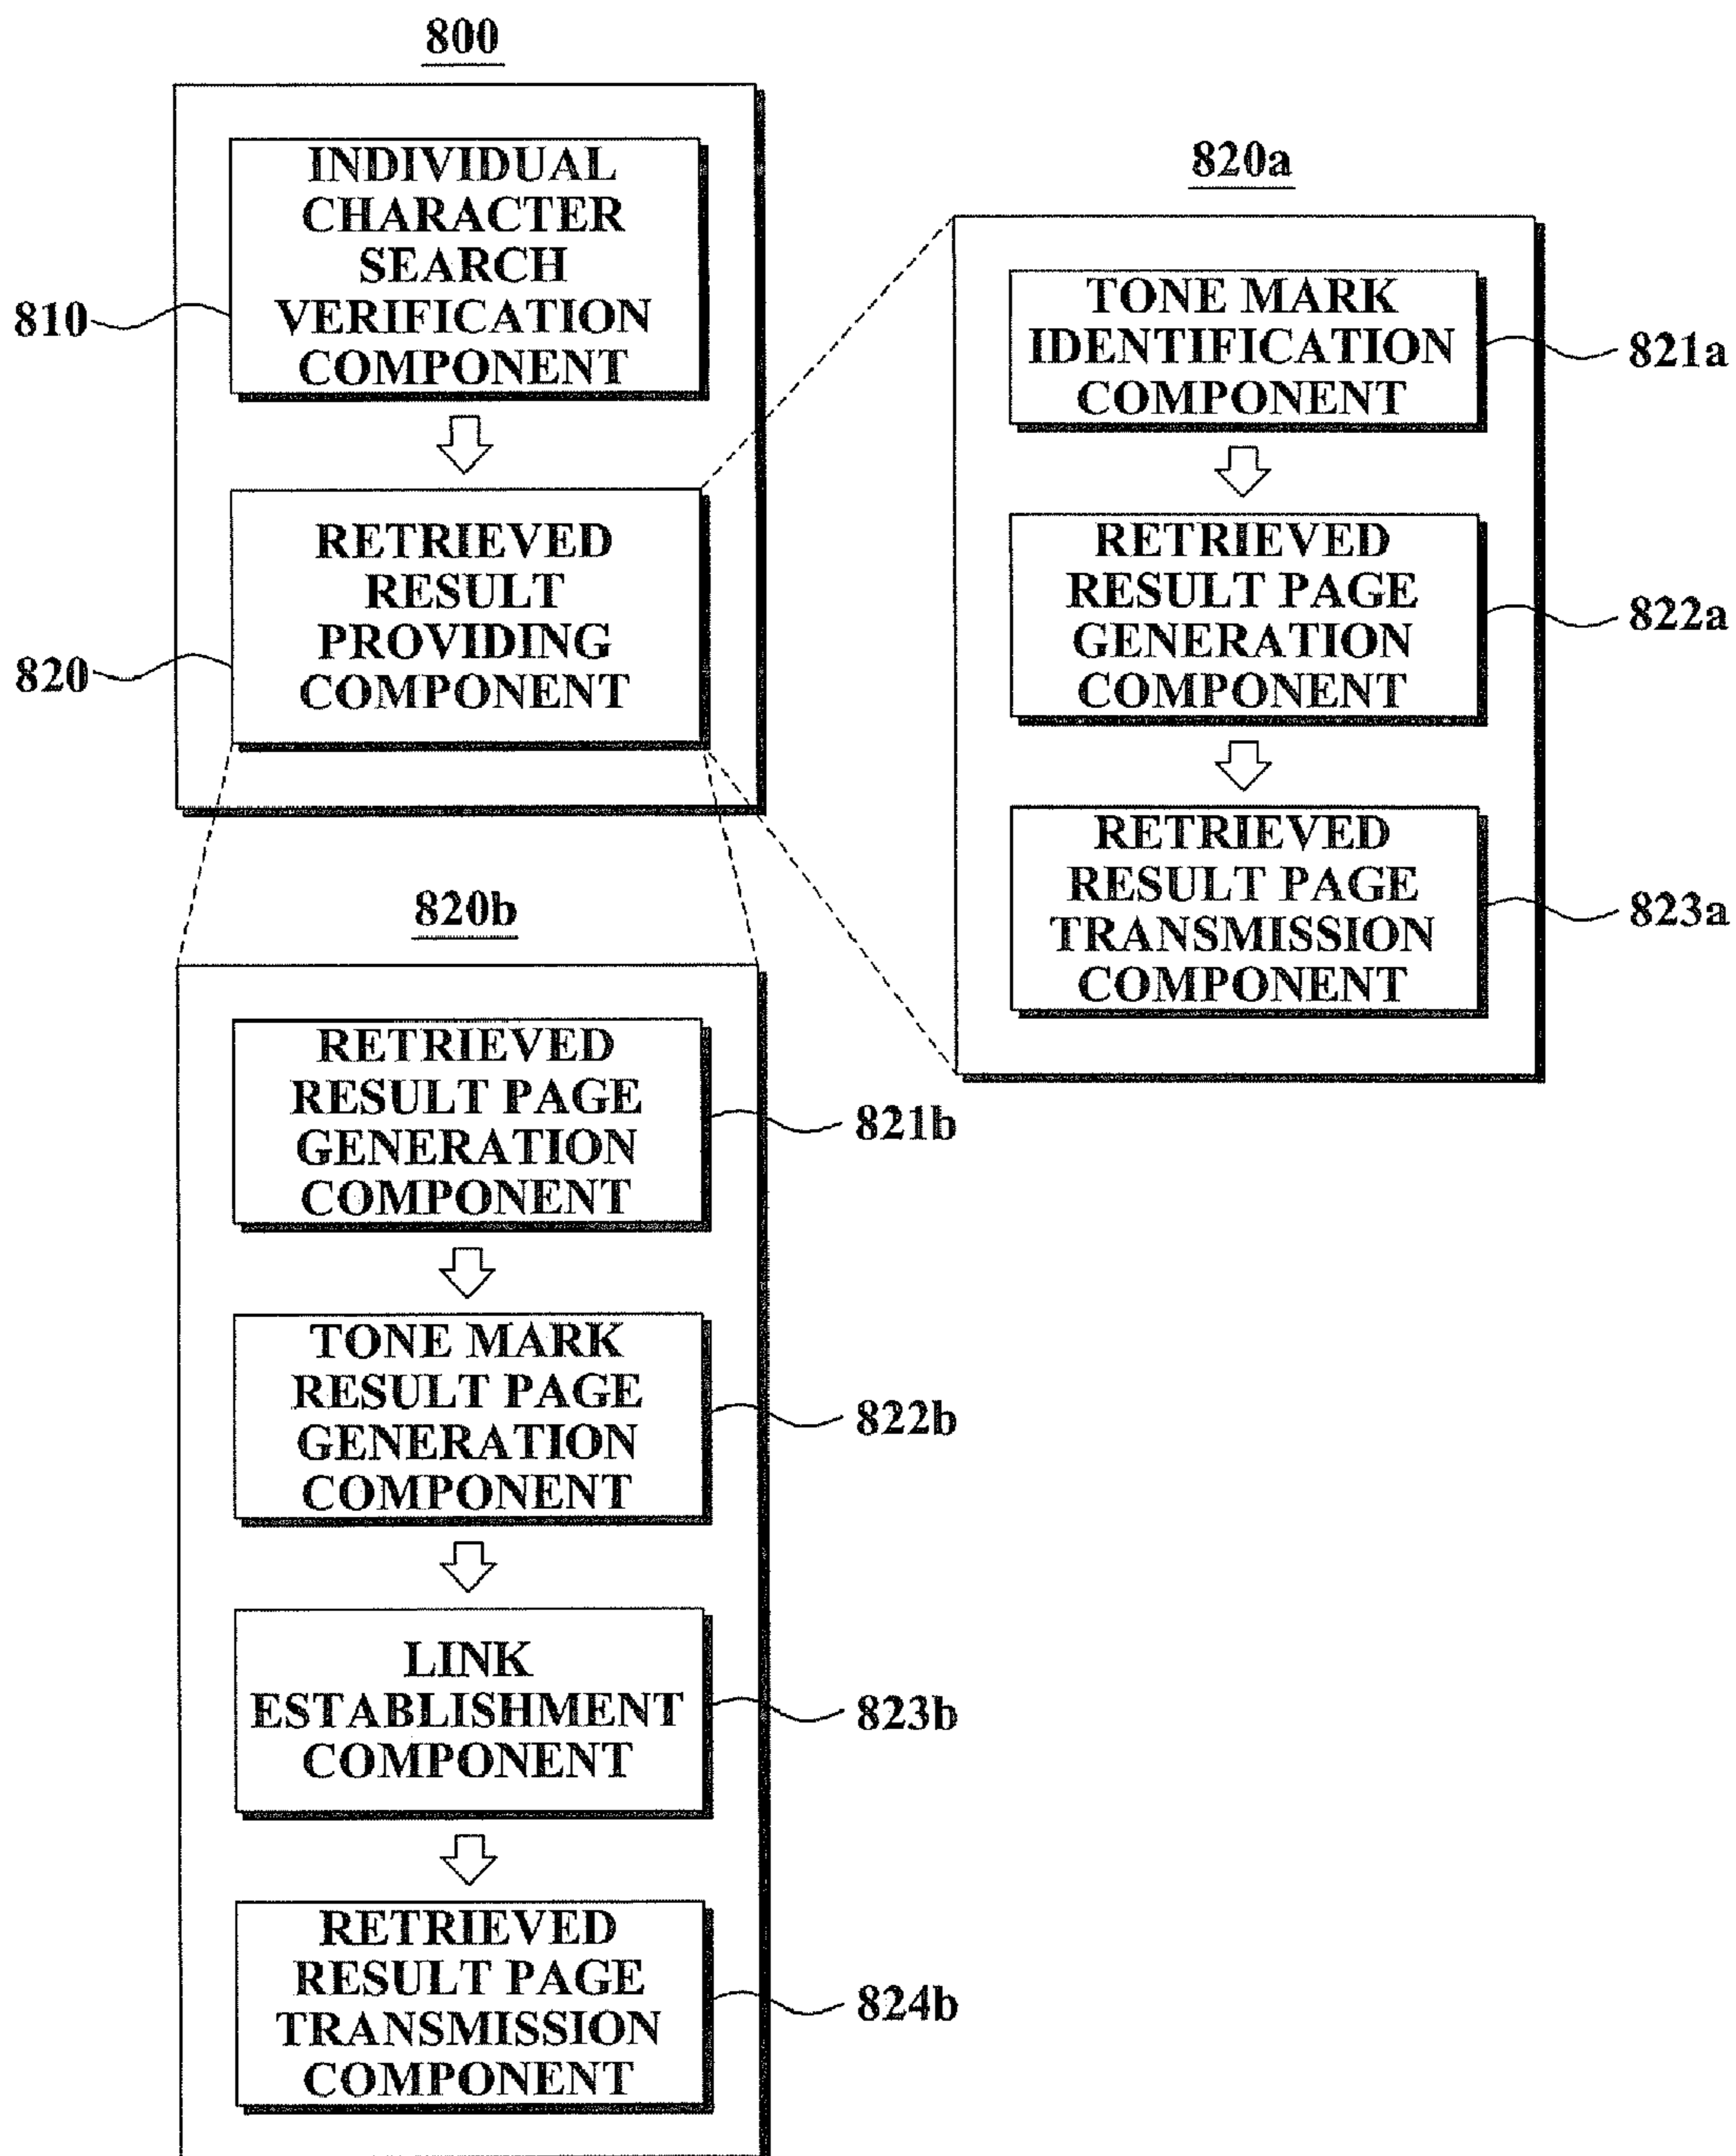 800
INDIVIDUAL
CHARACTER
SEARCH
VERIFICATION
COMPONENT
810
RETRIEVED
RESULT
PROVIDING
COMPONENT
820
820a
TONE MARK
IDENTIFICATION
COMPONENT
821a
RETRIEVED
RESULT PAGE
GENERATION
COMPONENT
822a
RETRIEVED
RESULT PAGE
TRANSMISSION
COMPONENT
823a
820b
RETRIEVED
RESULT PAGE
GENERATION
COMPONENT
821b
TONE MARK
RESULT PAGE
GENERATION
COMPONENT
822b
LINK
ESTABLISHMENT
COMPONENT
823b
RETRIEVED
RESULT PAGE
TRANSMISSION
COMPONENT
824b